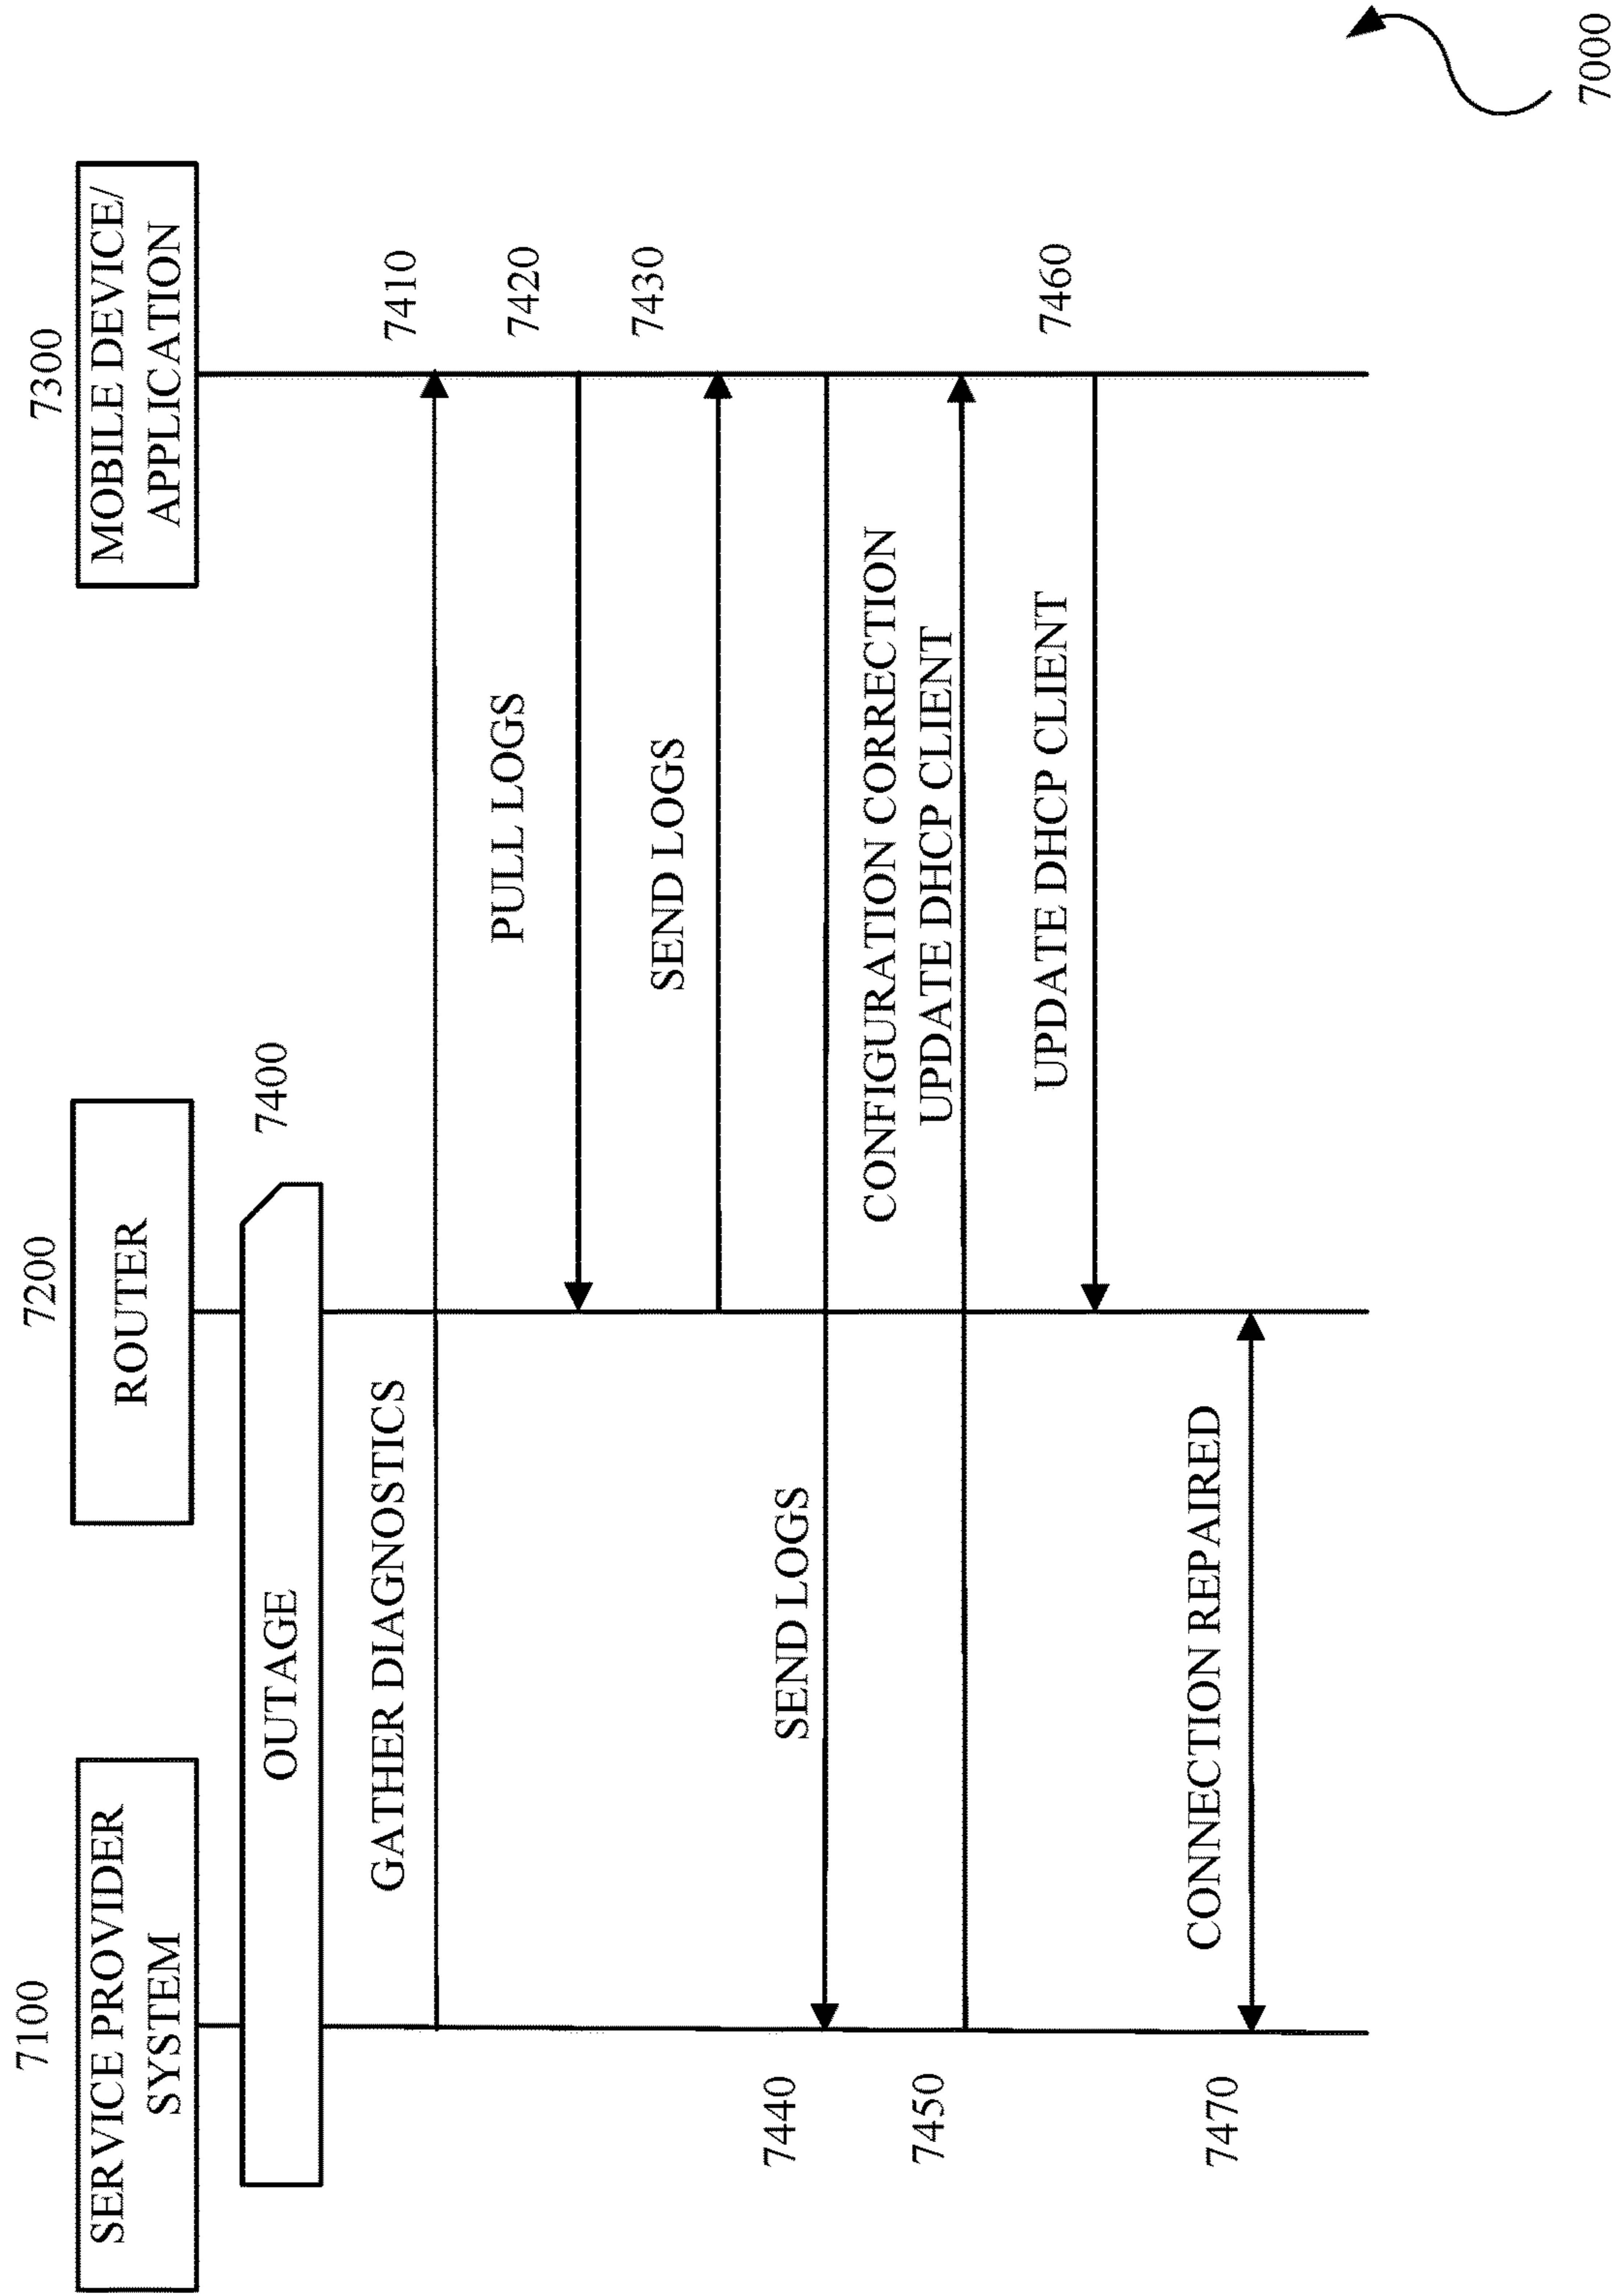 7100
SERVICE PROVIDER
SYSTEM
7200
ROUTER
7300
MOBILE DEVICE/
APPLICATION
OUTAGE
7400
GATHER DIAGNOSTICS
7410
PULL LOGS
7420
SEND LOGS
7430
7440
SEND LOGS
7450
CONFIGURATION CORRECTION
UPDATE DHCP CLIENT
UPDATE DHCP CLIENT
7460
7470
CONNECTION REPAIRED
7000